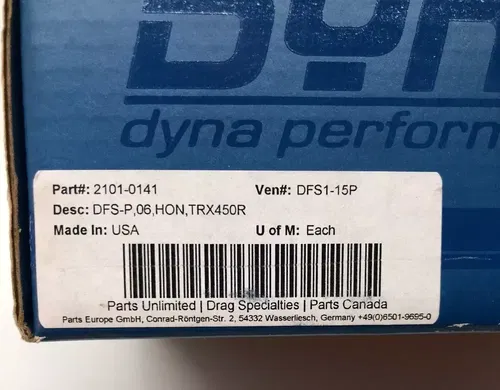 dyna perform
Part#: 2101-0141 Ven#: DFS1-15P
Desc: DFS-P,06,HON,TRX450R
Made In: USA U of M: Each
Parts Unlimited | Drag Specialties | Parts Canada
Parts Europe GmbH, Conrad-Röntgen-Str. 2, 54332 Wasserliesch, Germany +49(0)6501-9695-0